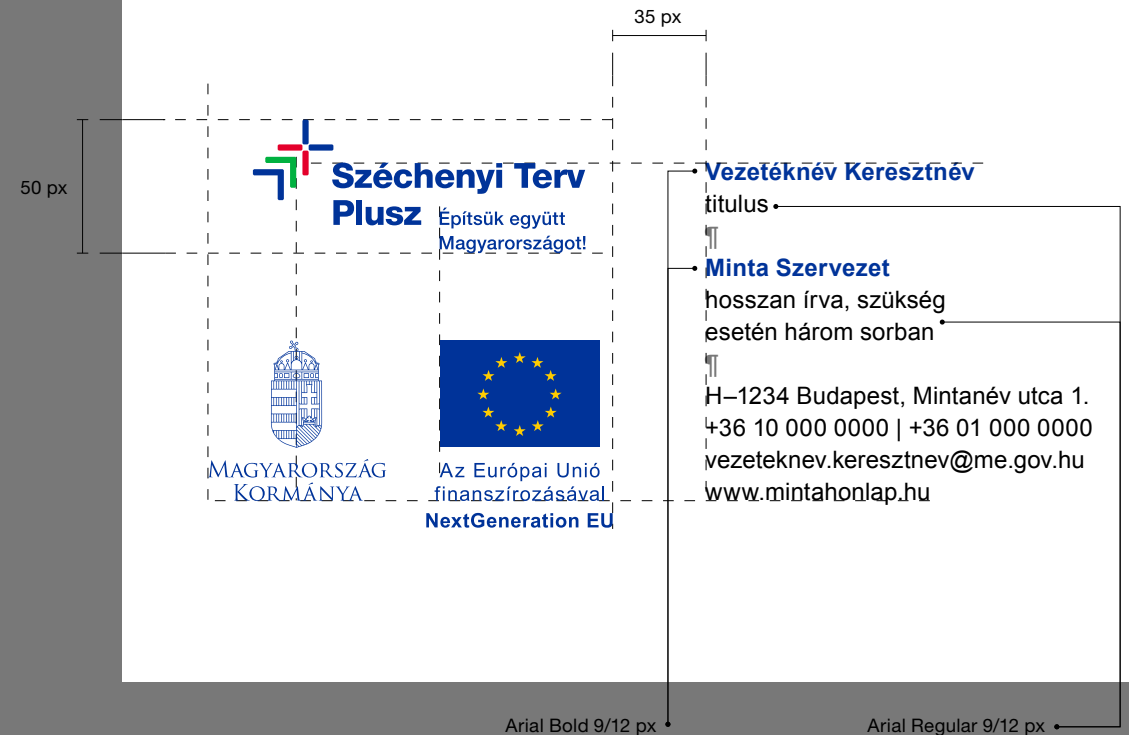 35 px
50 px
Széchenyi Terv
Plusz
Építsük együtt
Magyarországot!
MAGYARORSZÁG
KORMÁNYA
Az Európai Unió
finanszírozásával
NextGeneration EU
Vezetéknév Keresztnév
titulus
¶
Minta Szervezet
hosszan írva, szükség
esetén három sorban
¶
H–1234 Budapest, Mintanév utca 1.
+36 10 000 0000 | +36 01 000 0000
vezeteknev.keresztnev@me.gov.hu
www.mintahonlap.hu
Arial Bold 9/12 px
Arial Regular 9/12 px